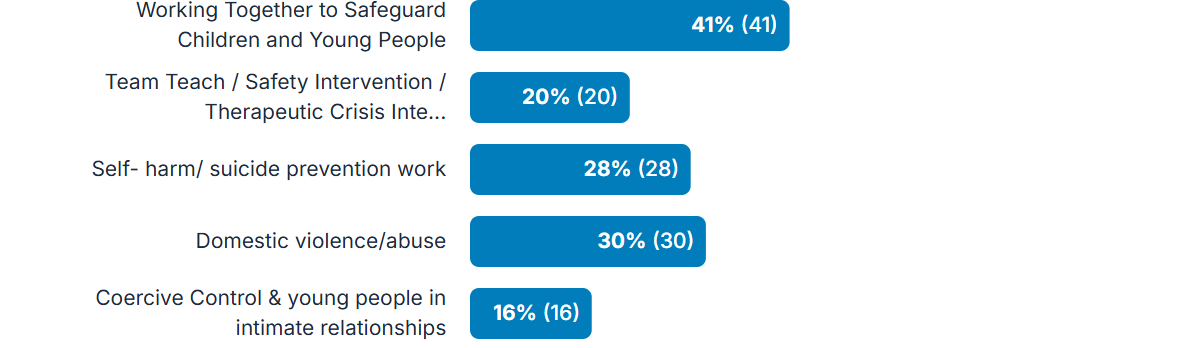 Working Together to Safeguard
Children and Young People
41% (41)
Team Teach / Safety Intervention /
Therapeutic Crisis Inte...
20% (20)
Self- harm/ suicide prevention work
28% (28)
Domestic violence/abuse
30% (30)
Coercive Control & young people in
intimate relationships
16% (16)